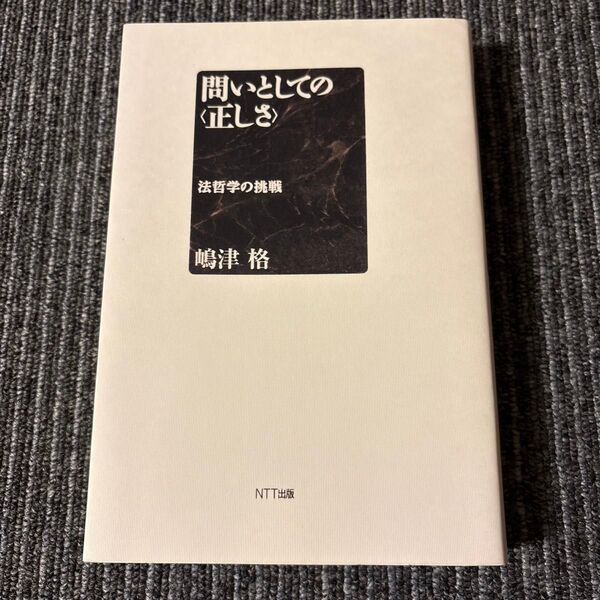 問いとしての
〈正しさ〉
法哲学の挑戦
嶋津 格
NTT出版